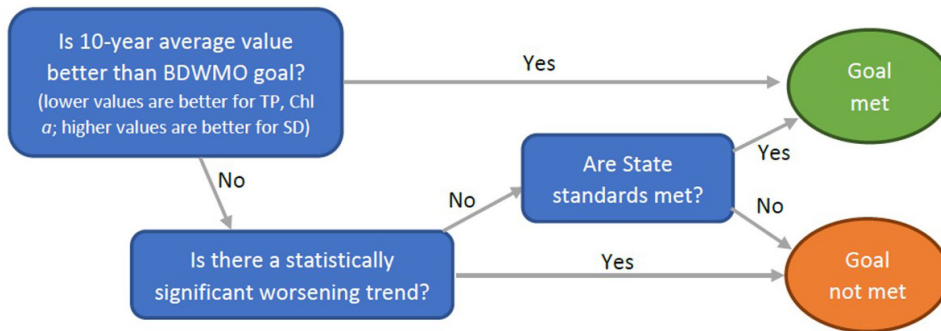 Is 10-year average value
better than BDWMO goal?
(lower values are better for TP, Chl
a; higher values are better for SD)
Yes
Goal
met
No
Are State
standards met?
Yes
No
No
Is there a statistically
significant worsening trend?
Yes
Goal
not met